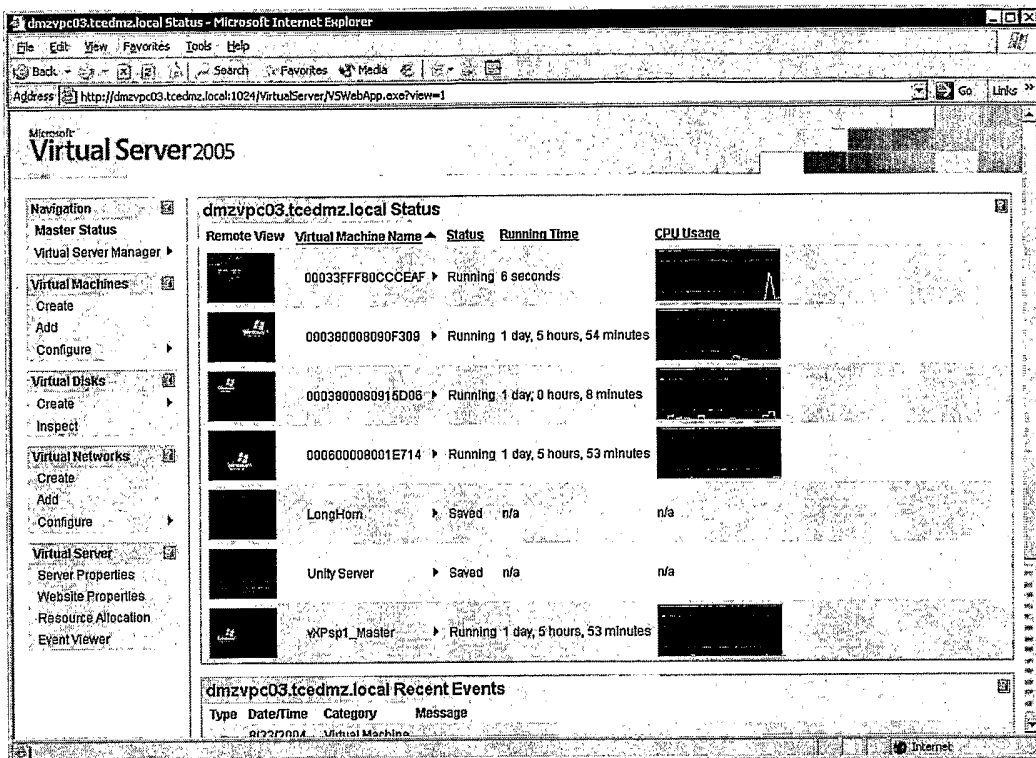 dmzvpc03.tcedmz.local Status - Microsoft Internet Explorer
File Edit View Favorites Tools Help
Back Search Favorites Media
Address http://dmzvpc03.tcedmz.local:1024/VirtualServer/VSWebApp.exe?view=1 Go Links »
Microsoft
Virtual Server 2005
Navigation
Master Status
Virtual Server Manager
Virtual Machines
Create
Add
Configure
Virtual Disks
Create
Inspect
Virtual Networks
Create
Add
Configure
Virtual Server
Server Properties
Website Properties
Resource Allocation
Event Viewer
dmzvpc03.tcedmz.local Status
Remote View Virtual Machine Name Status Running Time CPU Usage
00033FFF80CCCEAF Running 6 seconds
000380008090F309 Running 1 day, 5 hours, 54 minutes
0003800080915D06 Running 1 day, 0 hours, 8 minutes
000600008001E714 Running 1 day, 5 hours, 53 minutes
LongHorn Saved n/a n/a
Unity Server Saved n/a n/a
vXPsp1_Master Running 1 day, 5 hours, 53 minutes
dmzvpc03.tcedmz.local Recent Events
Type Date/Time Category Message
8/22/2004 Virtual Machine
Internet